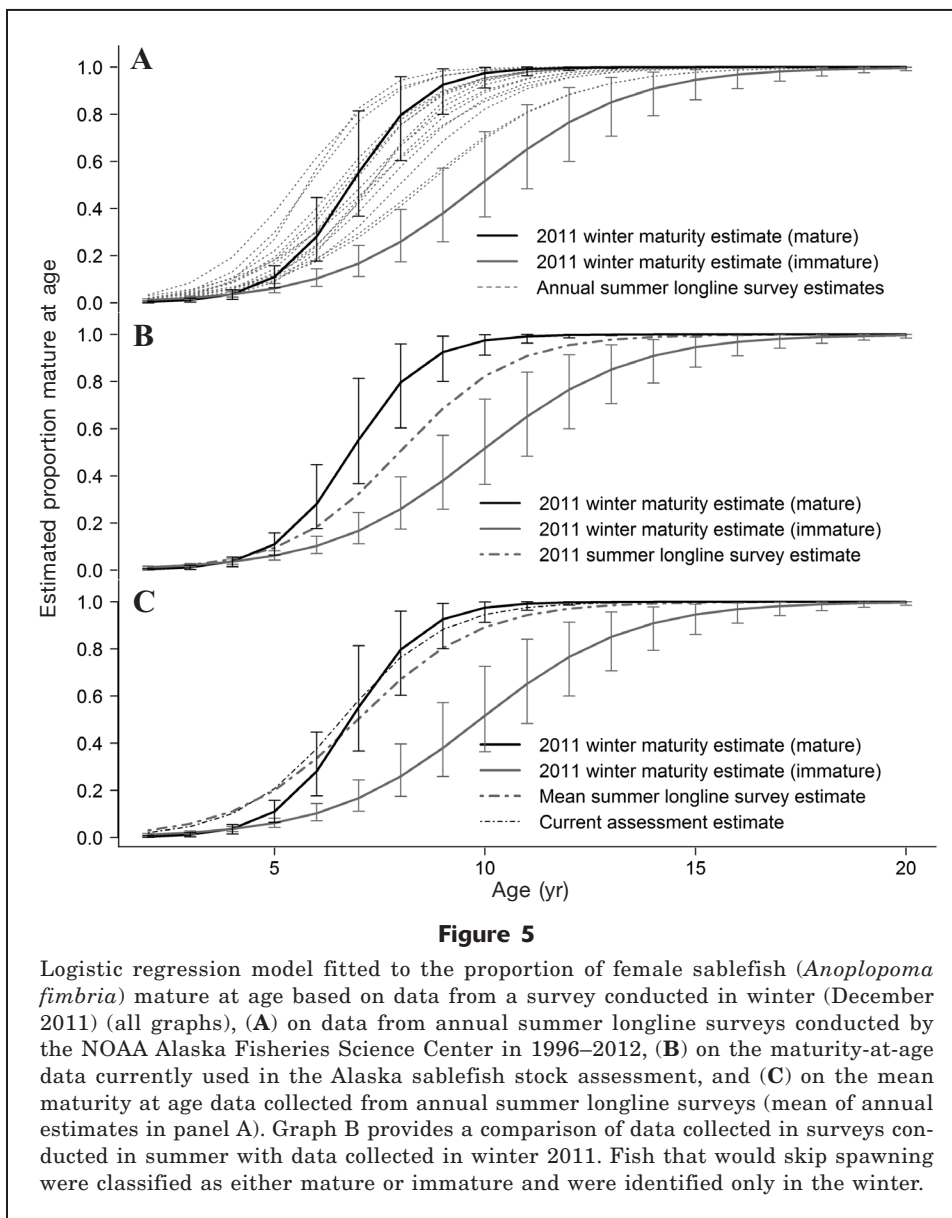 A
1.0
0.8
0.6
0.4
0.2
0.0
2011 winter maturity estimate (mature)
2011 winter maturity estimate (immature)
Annual summer longline survey estimates
B
1.0
0.8
0.6
0.4
0.2
0.0
2011 winter maturity estimate (mature)
2011 winter maturity estimate (immature)
2011 summer longline survey estimate
Estimated proportion mature at age
C
1.0
0.8
0.6
0.4
0.2
0.0
2011 winter maturity estimate (mature)
2011 winter maturity estimate (immature)
Mean summer longline survey estimate
Current assessment estimate
5 10 15 20
Age (yr)
Figure 5
Logistic regression model fitted to the proportion of female sablefish (Anoplopoma
fimbria) mature at age based on data from a survey conducted in winter (December
2011) (all graphs), (A) on data from annual summer longline surveys conducted by
the NOAA Alaska Fisheries Science Center in 1996–2012, (B) on the maturity-at-age
data currently used in the Alaska sablefish stock assessment, and (C) on the mean
maturity at age data collected from annual summer longline surveys (mean of annual
estimates in panel A). Graph B provides a comparison of data collected in surveys con-
ducted in summer with data collected in winter 2011. Fish that would skip spawning
were classified as either mature or immature and were identified only in the winter.